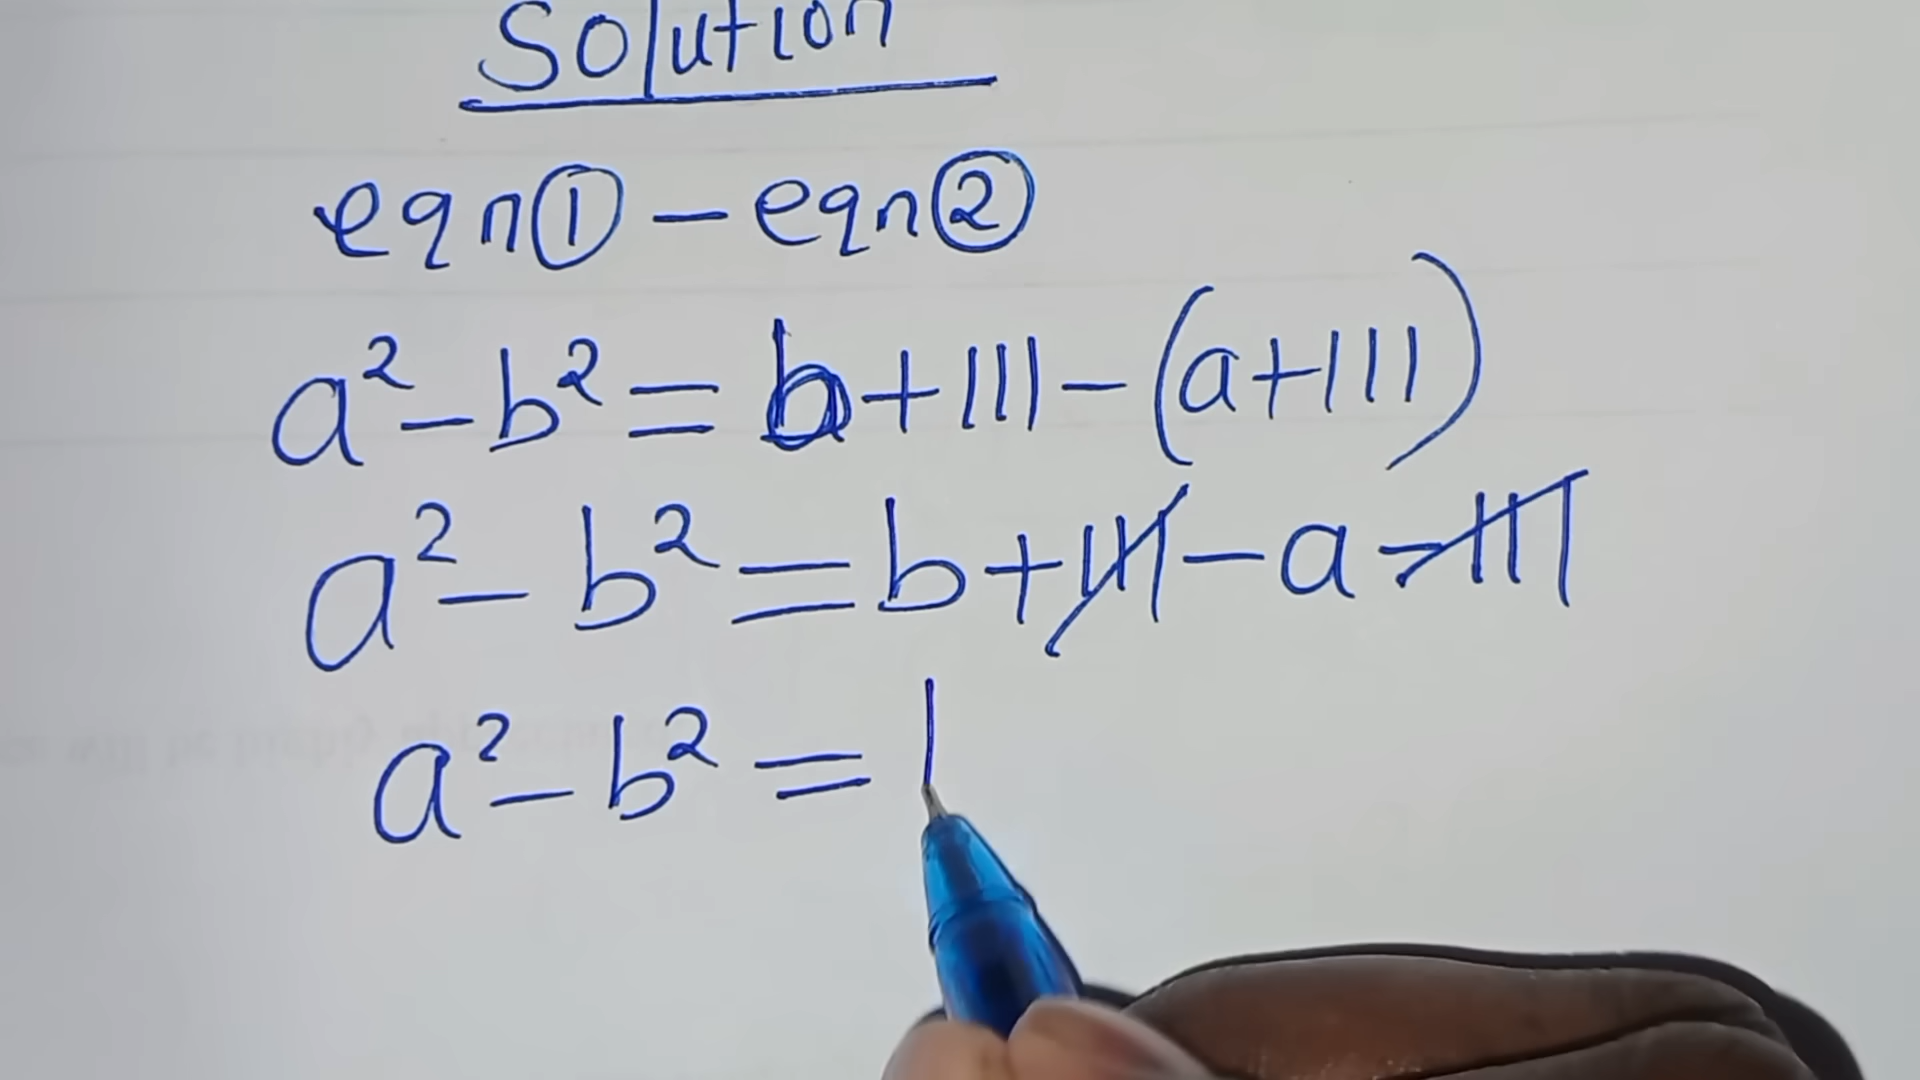 Solution
eqn① - eqn②
a² - b² = b + 111 - (a + 111)
a² - b² = b + 111 - a - 111
a² - b² =